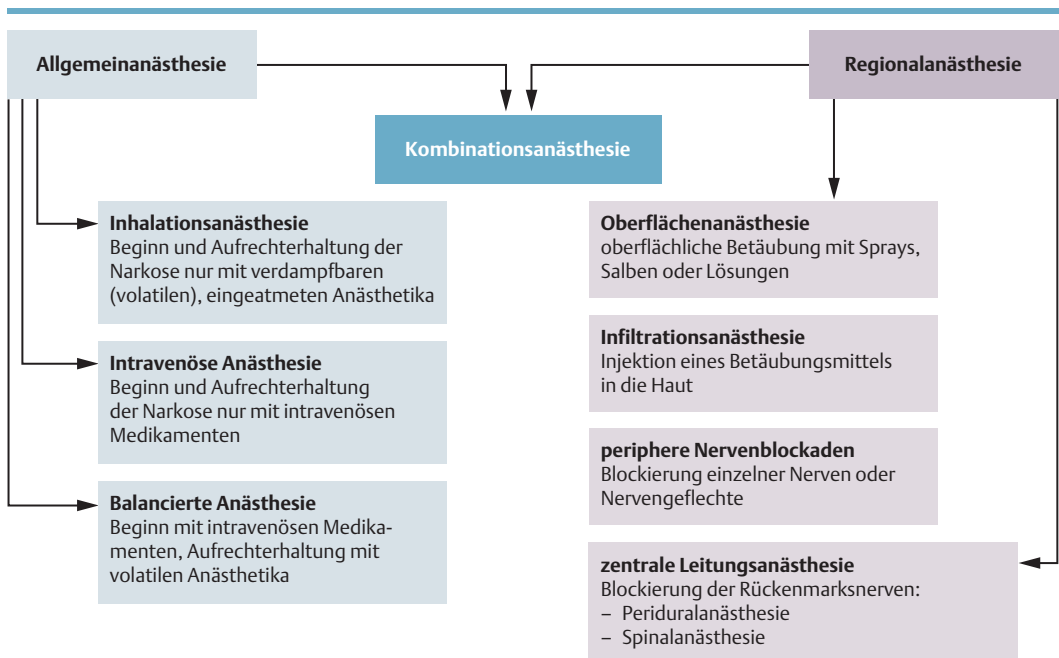 Allgemeinanästhesie
Regionalanästhesie
Kombinationsanästhesie
Inhalationsanästhesie
Beginn und Aufrechterhaltung der
Narkose nur mit verdampfbaren
(volatilen), eingeatmeten Anästhetika
Intravenöse Anästhesie
Beginn und Aufrechterhaltung
der Narkose nur mit intravenösen
Medikamenten
Balancierte Anästhesie
Beginn mit intravenösen Medika-
menten, Aufrechterhaltung mit
volatilen Anästhetika
Oberflächenanästhesie
oberflächliche Betäubung mit Sprays,
Salben oder Lösungen
Infiltrationsanästhesie
Injektion eines Betäubungsmittels
in die Haut
periphere Nervenblockaden
Blockierung einzelner Nerven oder
Nervengeflechte
zentrale Leitungsanästhesie
Blockierung der Rückenmarksnerven:
– Periduralanästhesie
– Spinalanästhesie